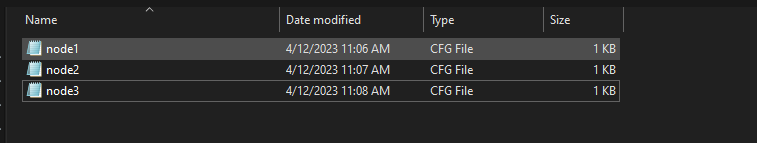 Name Date modified Type Size
node1 4/12/2023 11:06 AM CFG File 1 KB
node2 4/12/2023 11:07 AM CFG File 1 KB
node3 4/12/2023 11:08 AM CFG File 1 KB